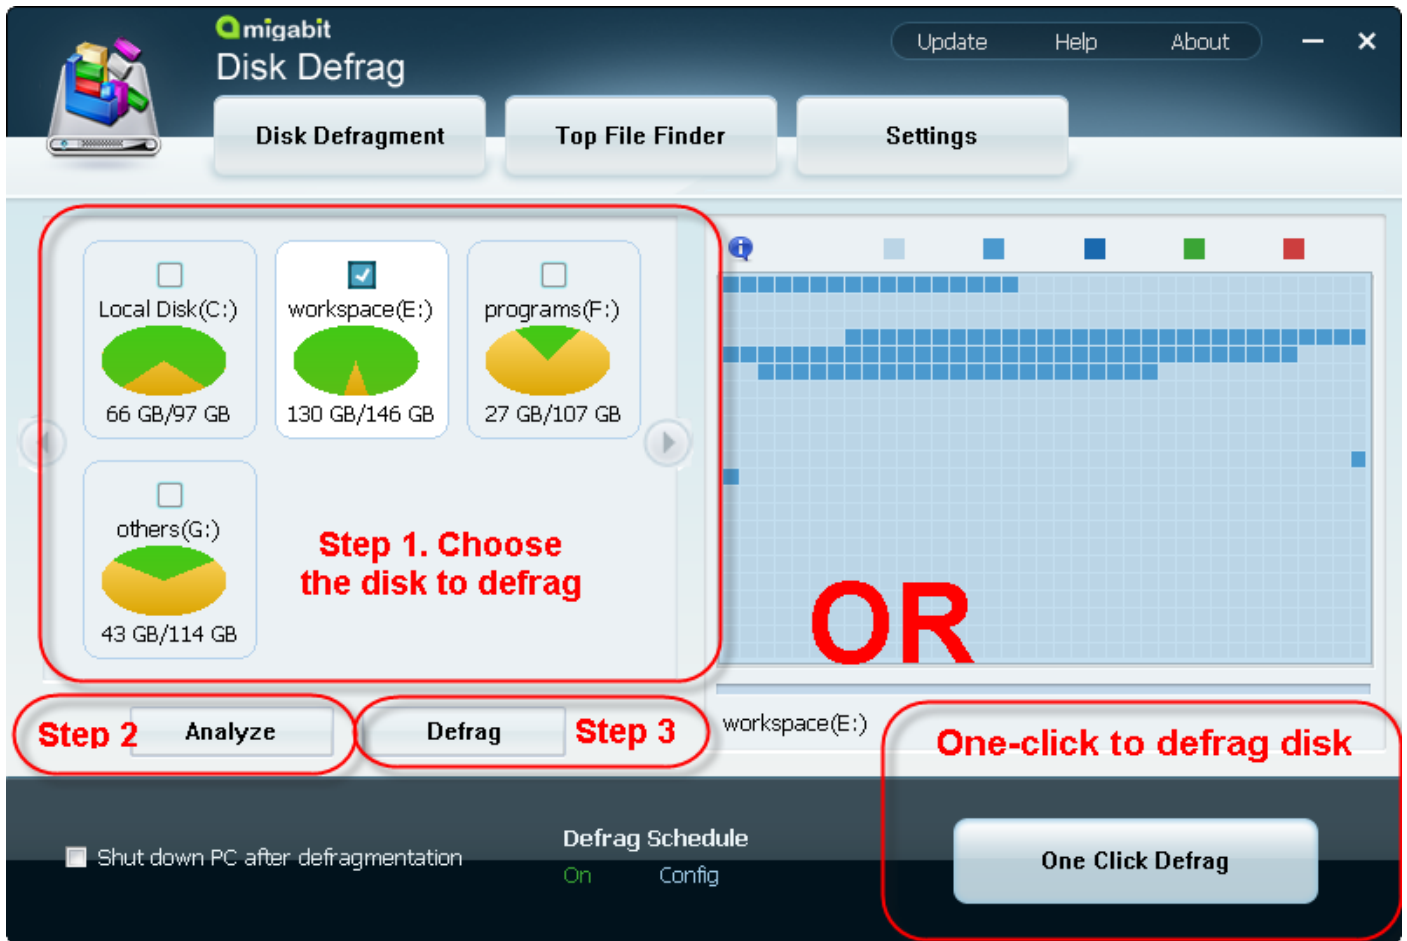 amigabit
Disk Defrag
Update
Help
About
Disk Defragment
Top File Finder
Settings
Local Disk(C:)
66 GB/97 GB
workspace(E:)
130 GB/146 GB
programs(F:)
27 GB/107 GB
others(G:)
43 GB/114 GB
Step 1. Choose
the disk to defrag
OR
Step 2
Analyze
Defrag
Step 3
workspace(E:)
One-click to defrag disk
Shut down PC after defragmentation
Defrag Schedule
On
Config
One Click Defrag